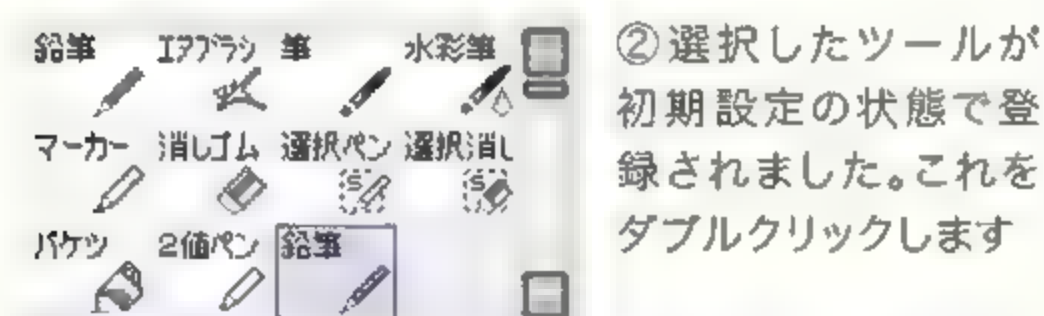 鉛筆 エアブラシ 筆 水彩筆
マーカー 消しゴム 選択ペン 選択消し
バケツ 2値ペン 鉛筆
②選択したツールが
初期設定の状態で登
録されました。これを
ダブルクリックします